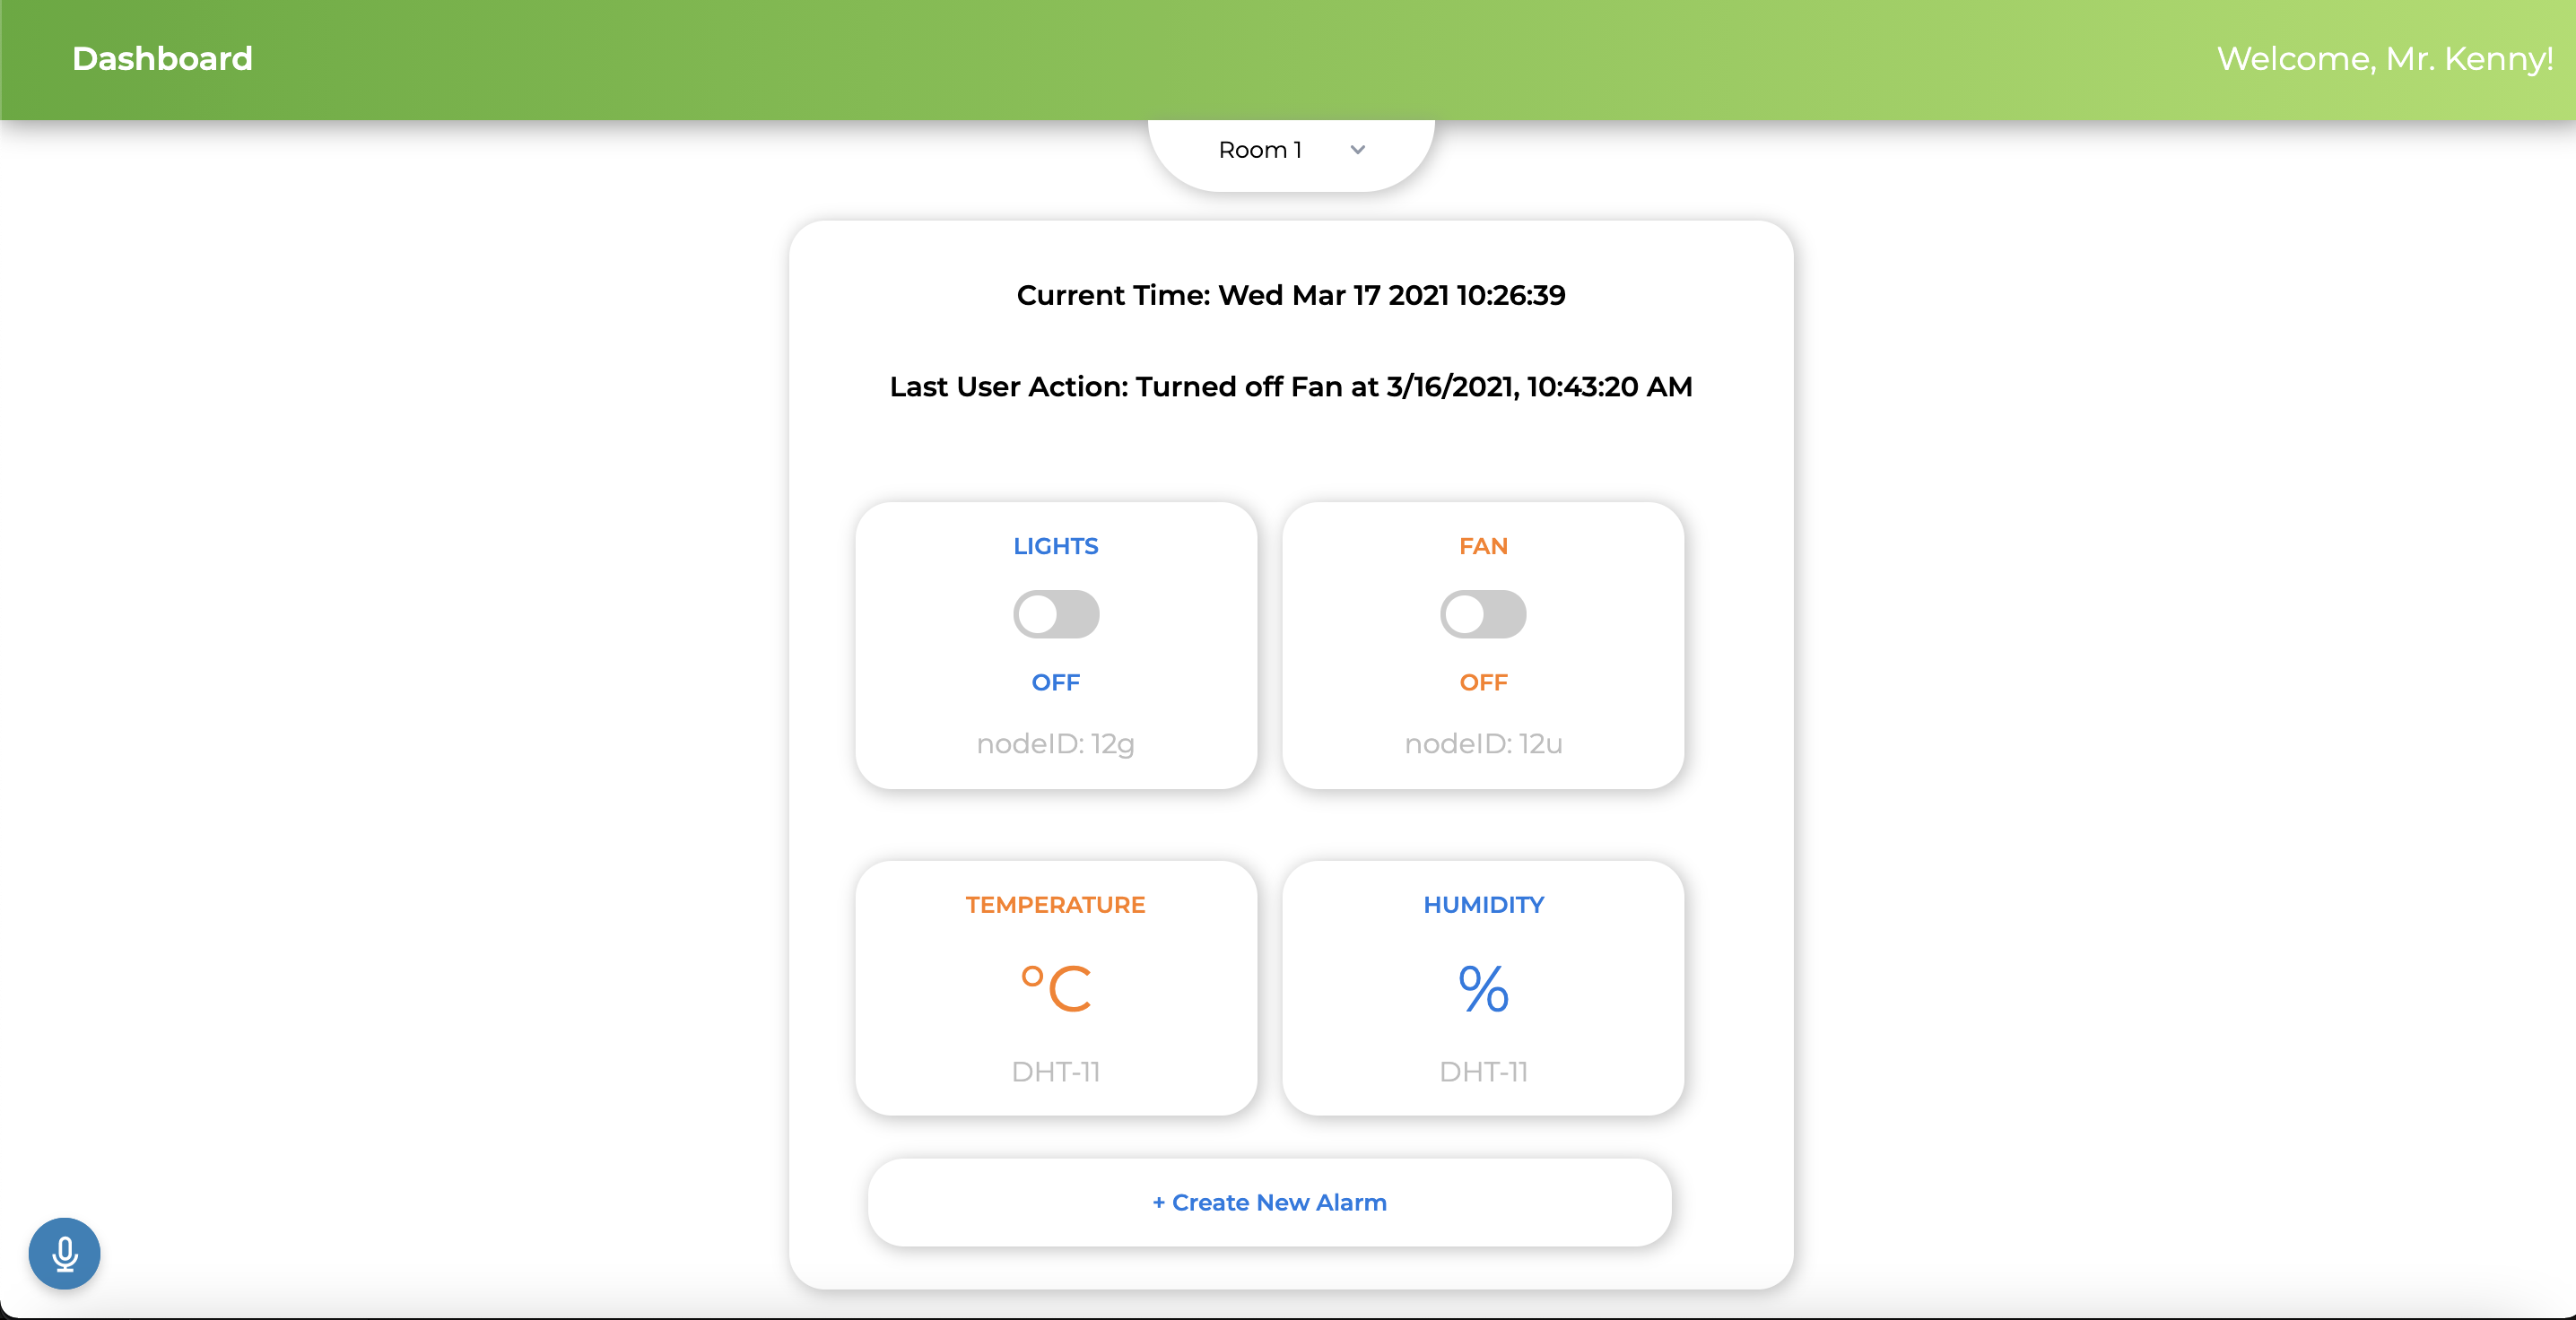 Dashboard
Welcome, Mr. Kenny!
Room 1
Current Time: Wed Mar 17 2021 10:26:39
Last User Action: Turned off Fan at 3/16/2021, 10:43:20 AM
LIGHTS
OFF
nodeID: 12g
FAN
OFF
nodeID: 12u
TEMPERATURE
°C
DHT-11
HUMIDITY
%
DHT-11
+ Create New Alarm